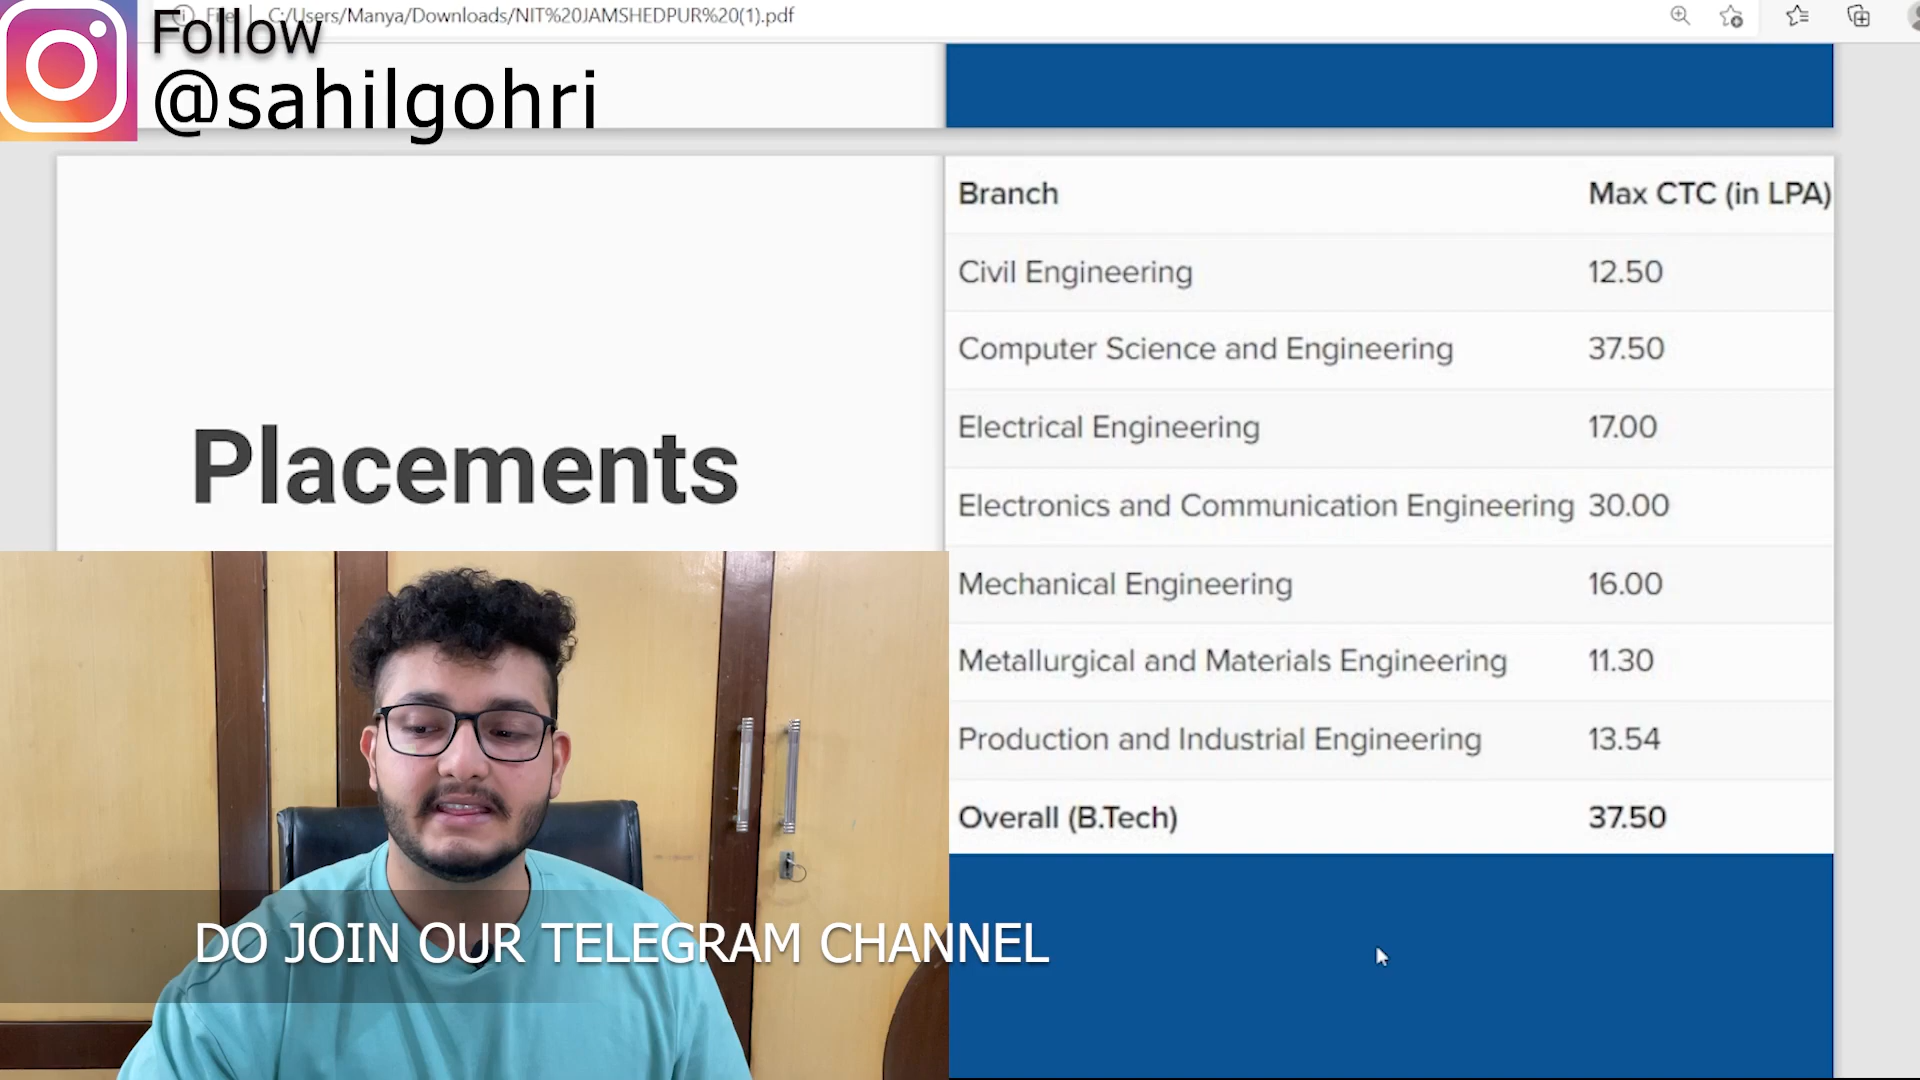 File C:/Users/Manya/Downloads/NIT%20JAMSHEDPUR%20(1).pdf
Follow
@sahilgohri
Placements
Branch Max CTC (in LPA)
Civil Engineering 12.50
Computer Science and Engineering 37.50
Electrical Engineering 17.00
Electronics and Communication Engineering 30.00
Mechanical Engineering 16.00
Metallurgical and Materials Engineering 11.30
Production and Industrial Engineering 13.54
Overall (B.Tech) 37.50
DO JOIN OUR TELEGRAM CHANNEL